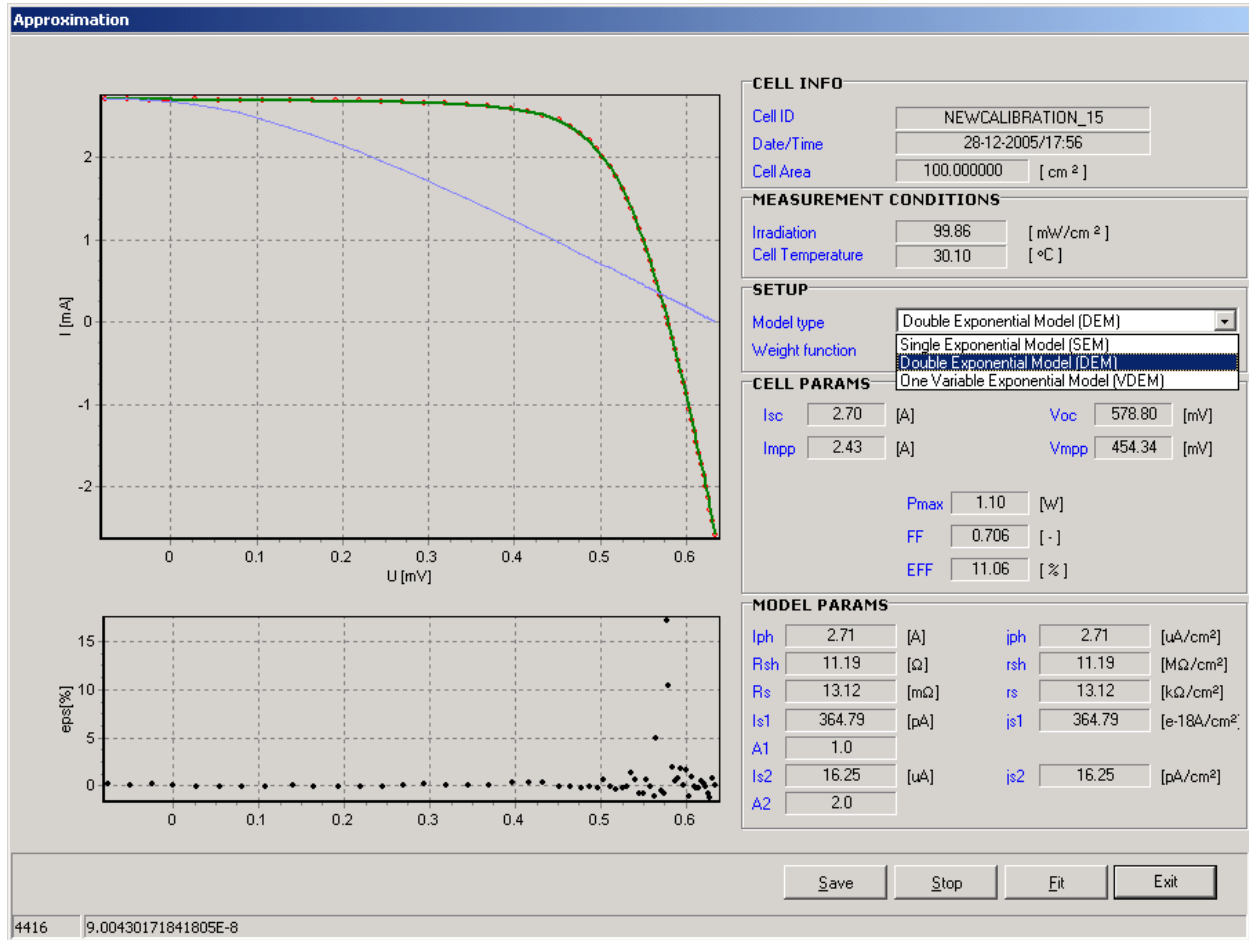 Approximation
2
1
0
-1
-2
I [mA]
0 0.1 0.2 0.3 0.4 0.5 0.6
U [mV]
15
10
5
0
eps[%]
0 0.1 0.2 0.3 0.4 0.5 0.6
CELL INFO
Cell ID NEWCALIBRATION_15
Date/Time 28-12-2005/17:56
Cell Area 100.000000 [ cm ² ]
MEASUREMENT CONDITIONS
Irradiation 99.86 [ mW/cm ² ]
Cell Temperature 30.10 [ ºC ]
SETUP
Model type Double Exponential Model (DEM)
Weight function
Single Exponential Model (SEM)
Double Exponential Model (DEM)
One Variable Exponential Model (VDEM)
CELL PARAMS
Isc 2.70 [A] Voc 578.80 [mV]
Impp 2.43 [A] Vmpp 454.34 [mV]
Pmax 1.10 [W]
FF 0.706 [ - ]
EFF 11.06 [ % ]
MODEL PARAMS
Iph 2.71 [A] jph 2.71 [uA/cm²]
Rsh 11.19 [Ω] rsh 11.19 [MΩ/cm²]
Rs 13.12 [mΩ] rs 13.12 [kΩ/cm²]
Is1 364.79 [pA] js1 364.79 [e-18A/cm²]
A1 1.0
Is2 16.25 [uA] js2 16.25 [pA/cm²]
A2 2.0
Save Stop Fit Exit
4416 9.00430171841805E-8